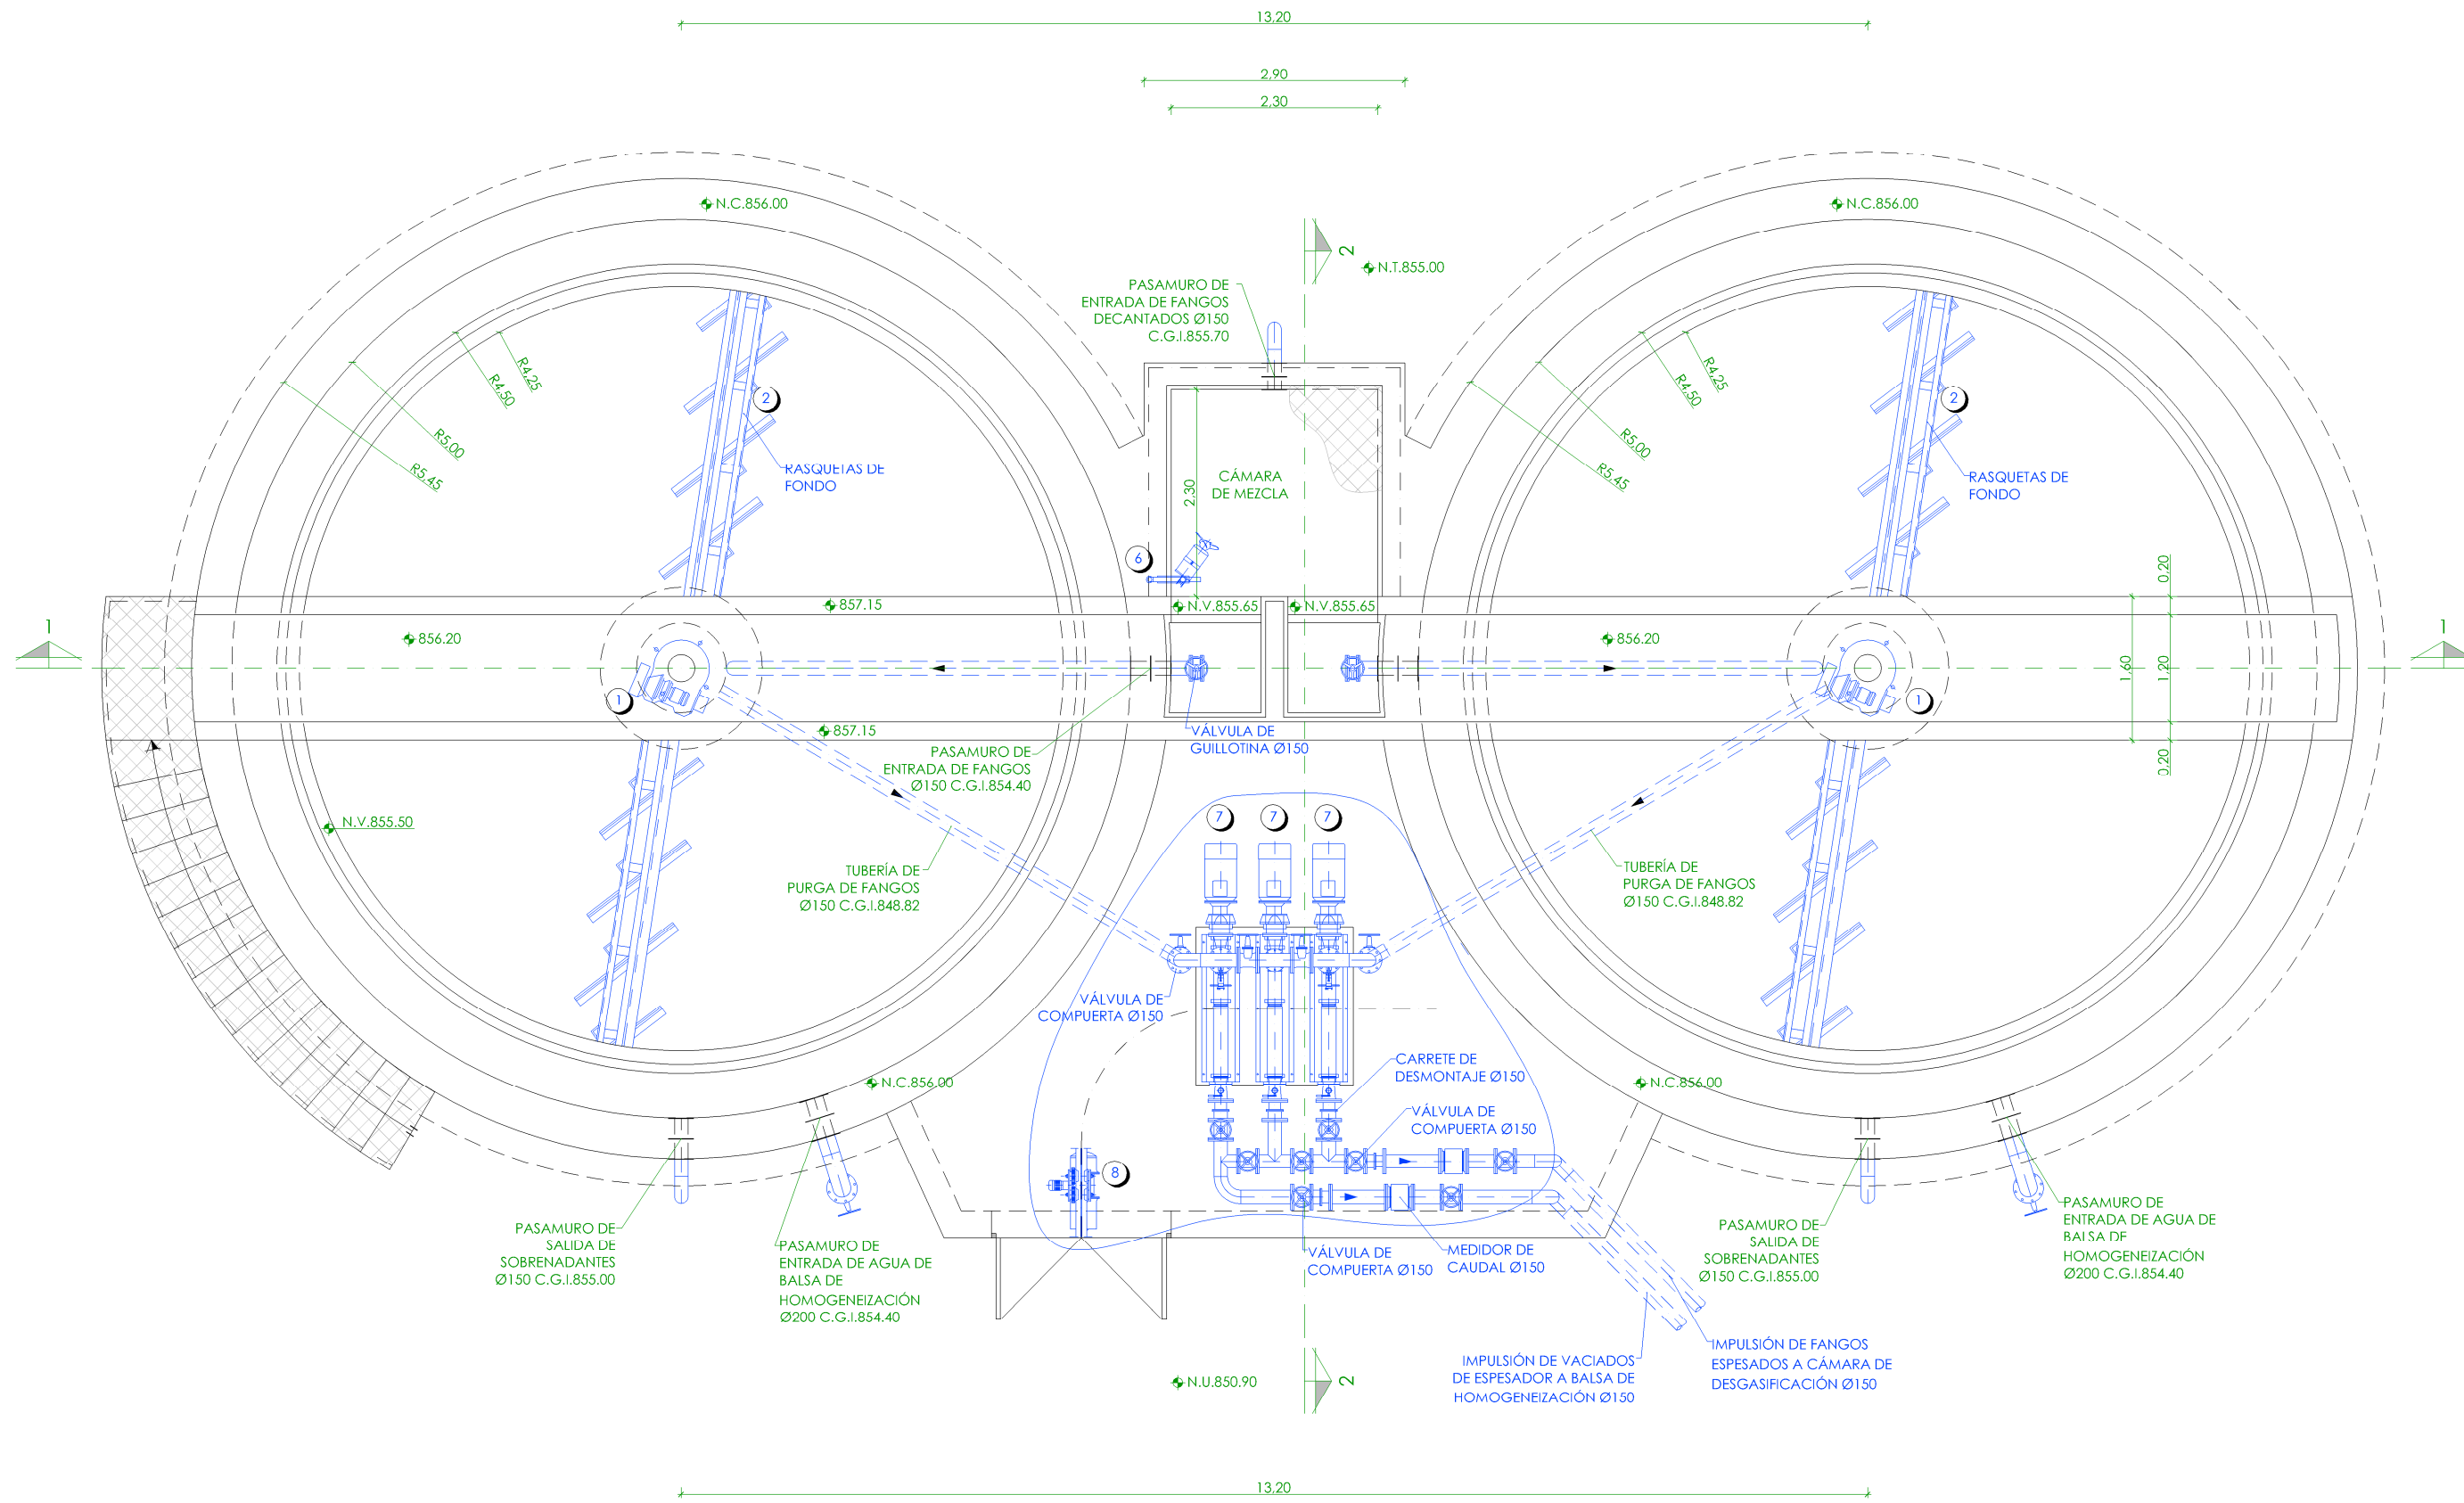 13,20
2,90
2,30
N.C.856.00
N.C.856.00
2
N.T.855.00
PASAMURO DE
ENTRADA DE FANGOS
DECANTADOS Ø150
C.G.I.855.70
R4,25
R4,50
R5,00
R5,45
2
RASQUETAS DE
FONDO
2,30
CÁMARA
DE MEZCLA
R4,25
R4,50
R5,00
R5,45
2
RASQUETAS DE
FONDO
6
0,20
1,60
1,20
0,20
857.15
N.V.855.65
N.V.855.65
1
856.20
856.20
1
1
1
857.15
VÁLVULA DE
GUILLOTINA Ø150
PASAMURO DE
ENTRADA DE FANGOS
Ø150 C.G.I.854.40
N.V.855.50
7
7
7
TUBERÍA DE
PURGA DE FANGOS
Ø150 C.G.I.848.82
TUBERÍA DE
PURGA DE FANGOS
Ø150 C.G.I.848.82
VÁLVULA DE
COMPUERTA Ø150
CARRETE DE
DESMONTAJE Ø150
N.C.856.00
N.C.856.00
VÁLVULA DE
COMPUERTA Ø150
8
PASAMURO DE
SALIDA DE
SOBRENADANTES
Ø150 C.G.I.855.00
PASAMURO DE
ENTRADA DE AGUA DE
BALSA DE
HOMOGENEIZACIÓN
Ø200 C.G.I.854.40
VÁLVULA DE
COMPUERTA Ø150
MEDIDOR DE
CAUDAL Ø150
PASAMURO DE
SALIDA DE
SOBRENADANTES
Ø150 C.G.I.855.00
PASAMURO DE
ENTRADA DE AGUA DE
BALSA DE
HOMOGENEIZACIÓN
Ø200 C.G.I.854.40
IMPULSIÓN DE VACIADOS
DE ESPESADOR A BALSA DE
HOMOGENEIZACIÓN Ø150
IMPULSIÓN DE FANGOS
ESPESADOS A CÁMARA DE
DESGASIFICACIÓN Ø150
N.U.850.90
2
13,20